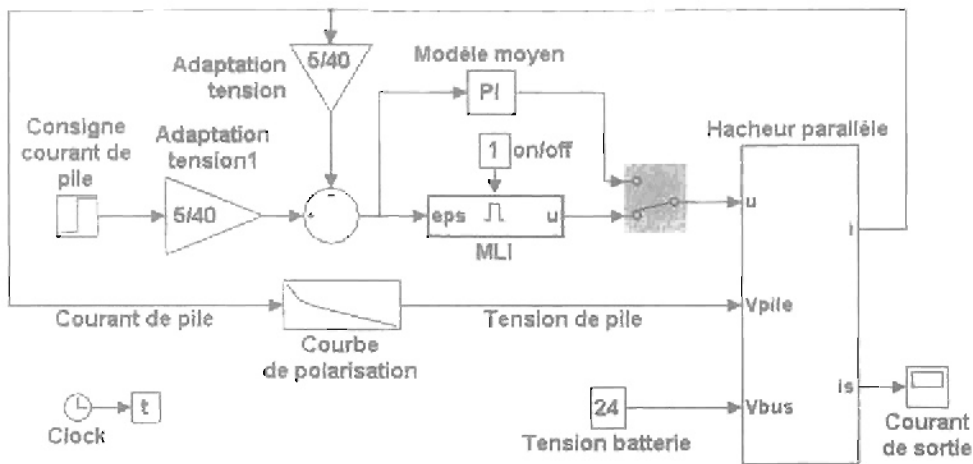 5/40
Adaptation
tension
Modèle moyen
PI
Consigne
courant de
pile
Adaptation
tension1
5/40
1
on/off
Hacheur parallèle
eps
u
MLI
u
i
Courant de pile
Tension de pile
Vpile
Courbe
de polarisation
t
Clock
24
Tension batterie
Vbus
is
Courant
de sortie